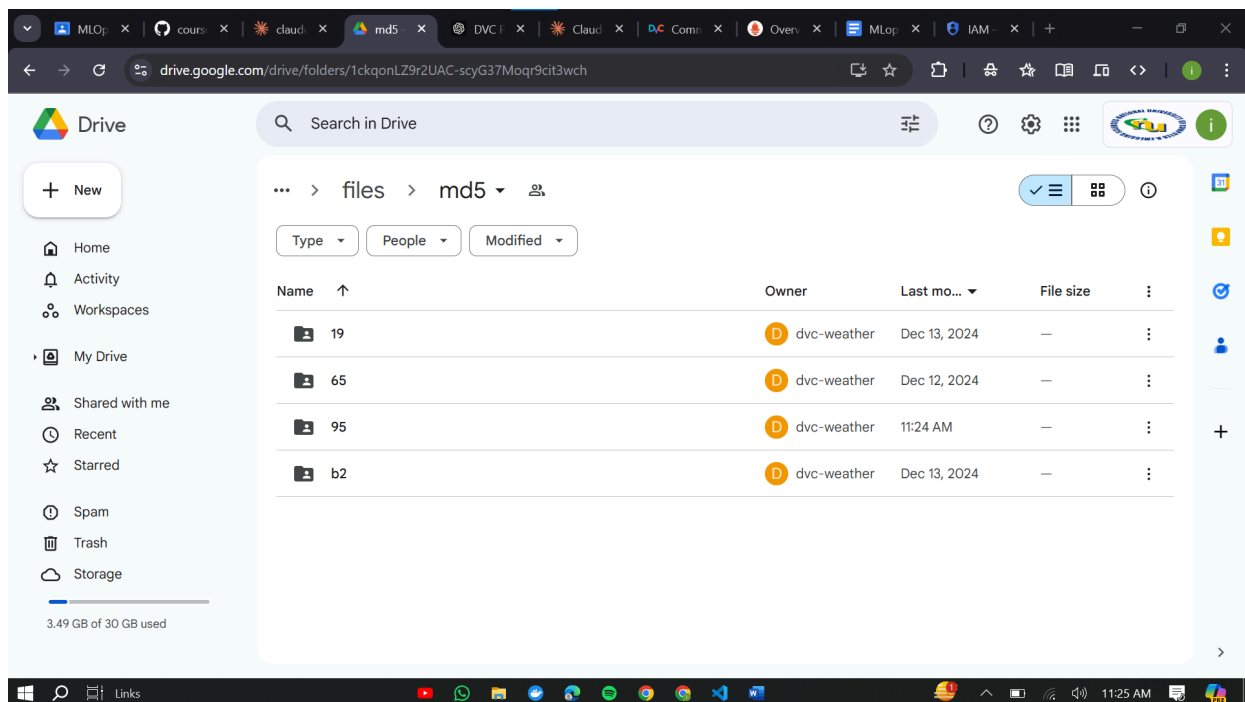 MLOp
cours
claud
md5 -
DVC F
Claud
DVC Comm
Overv
MLop
IAM -
drive.google.com/drive/folders/1ckqonLZ9r2UAC-scyG37Moqr9cit3wch
Drive
Search in Drive
i
New
files > md5
Type
People
Modified
Home
Activity
Workspaces
My Drive
Shared with me
Recent
Starred
Spam
Trash
Storage
3.49 GB of 30 GB used
Name
Owner
Last mo...
File size
19
D dvc-weather
Dec 13, 2024
—
65
D dvc-weather
Dec 12, 2024
—
95
D dvc-weather
11:24 AM
—
b2
D dvc-weather
Dec 13, 2024
—
31
Links
1
11:25 AM